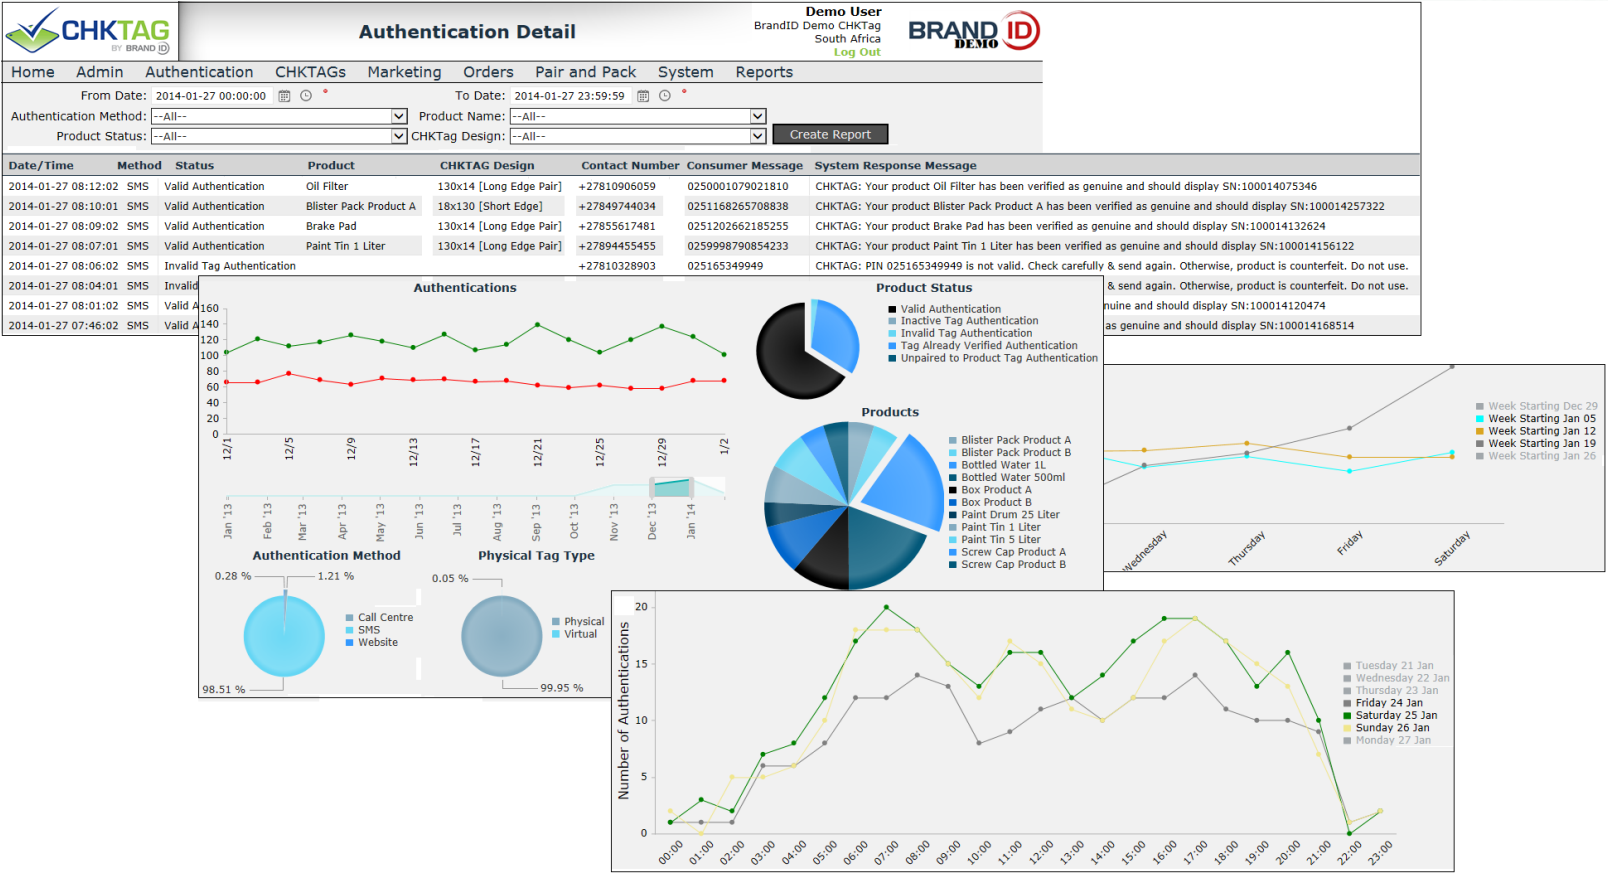 CHKTAG
BY BRAND ID
Authentication Detail
Demo User
BrandID Demo CHKTag
South Africa
Log Out
BRAND ID
DEMO
Home Admin Authentication CHKTAGs Marketing Orders Pair and Pack System Reports
From Date: 2014-01-27 00:00:00 * To Date: 2014-01-27 23:59:59 *
Authentication Method: --All-- Product Name: --All--
Product Status: --All-- CHKTag Design: --All-- Create Report
Date/Time Method Status Product CHKTAG Design Contact Number Consumer Message System Response Message
2014-01-27 08:12:02 SMS Valid Authentication Oil Filter 130x14 [Long Edge Pair] +27810906059 0250001079021810 CHKTAG: Your product Oil Filter has been verified as genuine and should display SN:100014075346
2014-01-27 08:10:01 SMS Valid Authentication Blister Pack Product A 18x130 [Short Edge] +27849744034 0251168265708838 CHKTAG: Your product Blister Pack Product A has been verified as genuine and should display SN:100014257322
2014-01-27 08:09:02 SMS Valid Authentication Brake Pad 130x14 [Long Edge Pair] +27855617481 0251202662185255 CHKTAG: Your product Brake Pad has been verified as genuine and should display SN:100014132624
2014-01-27 08:07:01 SMS Valid Authentication Paint Tin 1 Liter 130x14 [Long Edge Pair] +27894455455 0259998790854233 CHKTAG: Your product Paint Tin 1 Liter has been verified as genuine and should display SN:100014156122
2014-01-27 08:06:02 SMS Invalid Tag Authentication +27810328903 025165349949 CHKTAG: PIN 025165349949 is not valid. Check carefully & send again. Otherwise, product is counterfeit. Do not use.
2014-01-27 08:04:01 SMS Invalid & send again. Otherwise, product is counterfeit. Do not use.
2014-01-27 08:01:02 SMS Valid A nuine and should display SN:100014120474
2014-01-27 07:46:02 SMS Valid A as genuine and should display SN:100014168514
Authentications
160
140
120
100
80
60
40
20
0
12/1 12/5 12/9 12/13 12/17 12/21 12/25 12/29 1/2
Jan '13 Feb '13 Mar '13 Apr '13 May '13 Jun '13 Jul '13 Aug '13 Sep '13 Oct '13 Nov '13 Dec '13 Jan '14
Product Status
Valid Authentication
Inactive Tag Authentication
Invalid Tag Authentication
Tag Already Verified Authentication
Unpaired to Product Tag Authentication
Products
Blister Pack Product A
Blister Pack Product B
Bottled Water 1L
Bottled Water 500ml
Box Product A
Box Product B
Paint Drum 25 Liter
Paint Tin 1 Liter
Paint Tin 5 Liter
Screw Cap Product A
Screw Cap Product B
Authentication Method
0.28 % 1.21 %
Call Centre
SMS
Website
98.51 %
Physical Tag Type
0.05 %
Physical
Virtual
99.95 %
Week Starting Dec 29
Week Starting Jan 05
Week Starting Jan 12
Week Starting Jan 19
Week Starting Jan 26
Wednesday Thursday Friday Saturday
Number of Authentications
20
15
10
5
0
00:00 01:00 02:00 03:00 04:00 05:00 06:00 07:00 08:00 09:00 10:00 11:00 12:00 13:00 14:00 15:00 16:00 17:00 18:00 19:00 20:00 21:00 22:00 23:00
Tuesday 21 Jan
Wednesday 22 Jan
Thursday 23 Jan
Friday 24 Jan
Saturday 25 Jan
Sunday 26 Jan
Monday 27 Jan